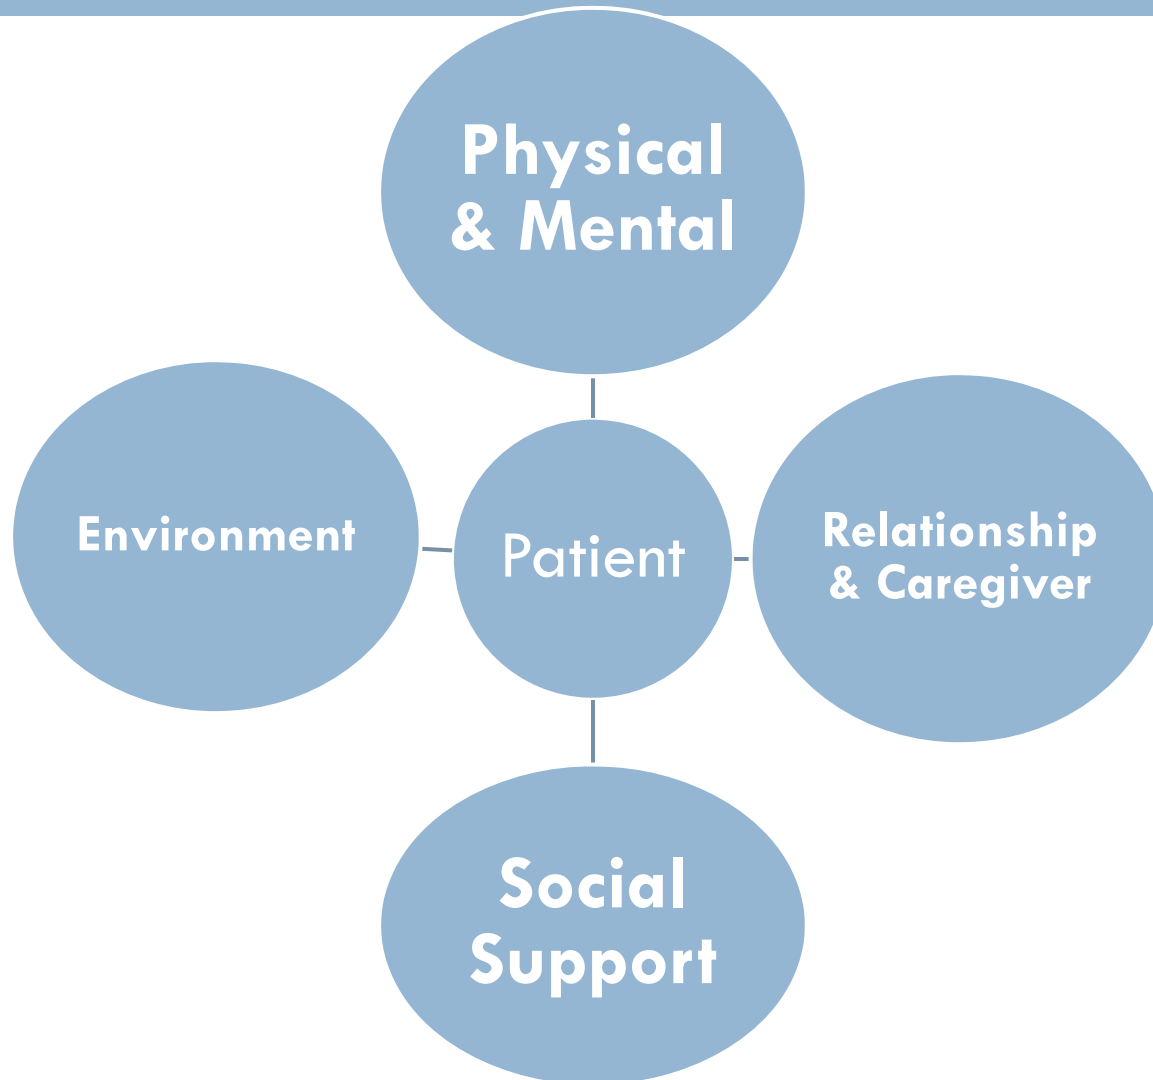 Physical
& Mental
Environment
Patient
Relationship
& Caregiver
Social
Support